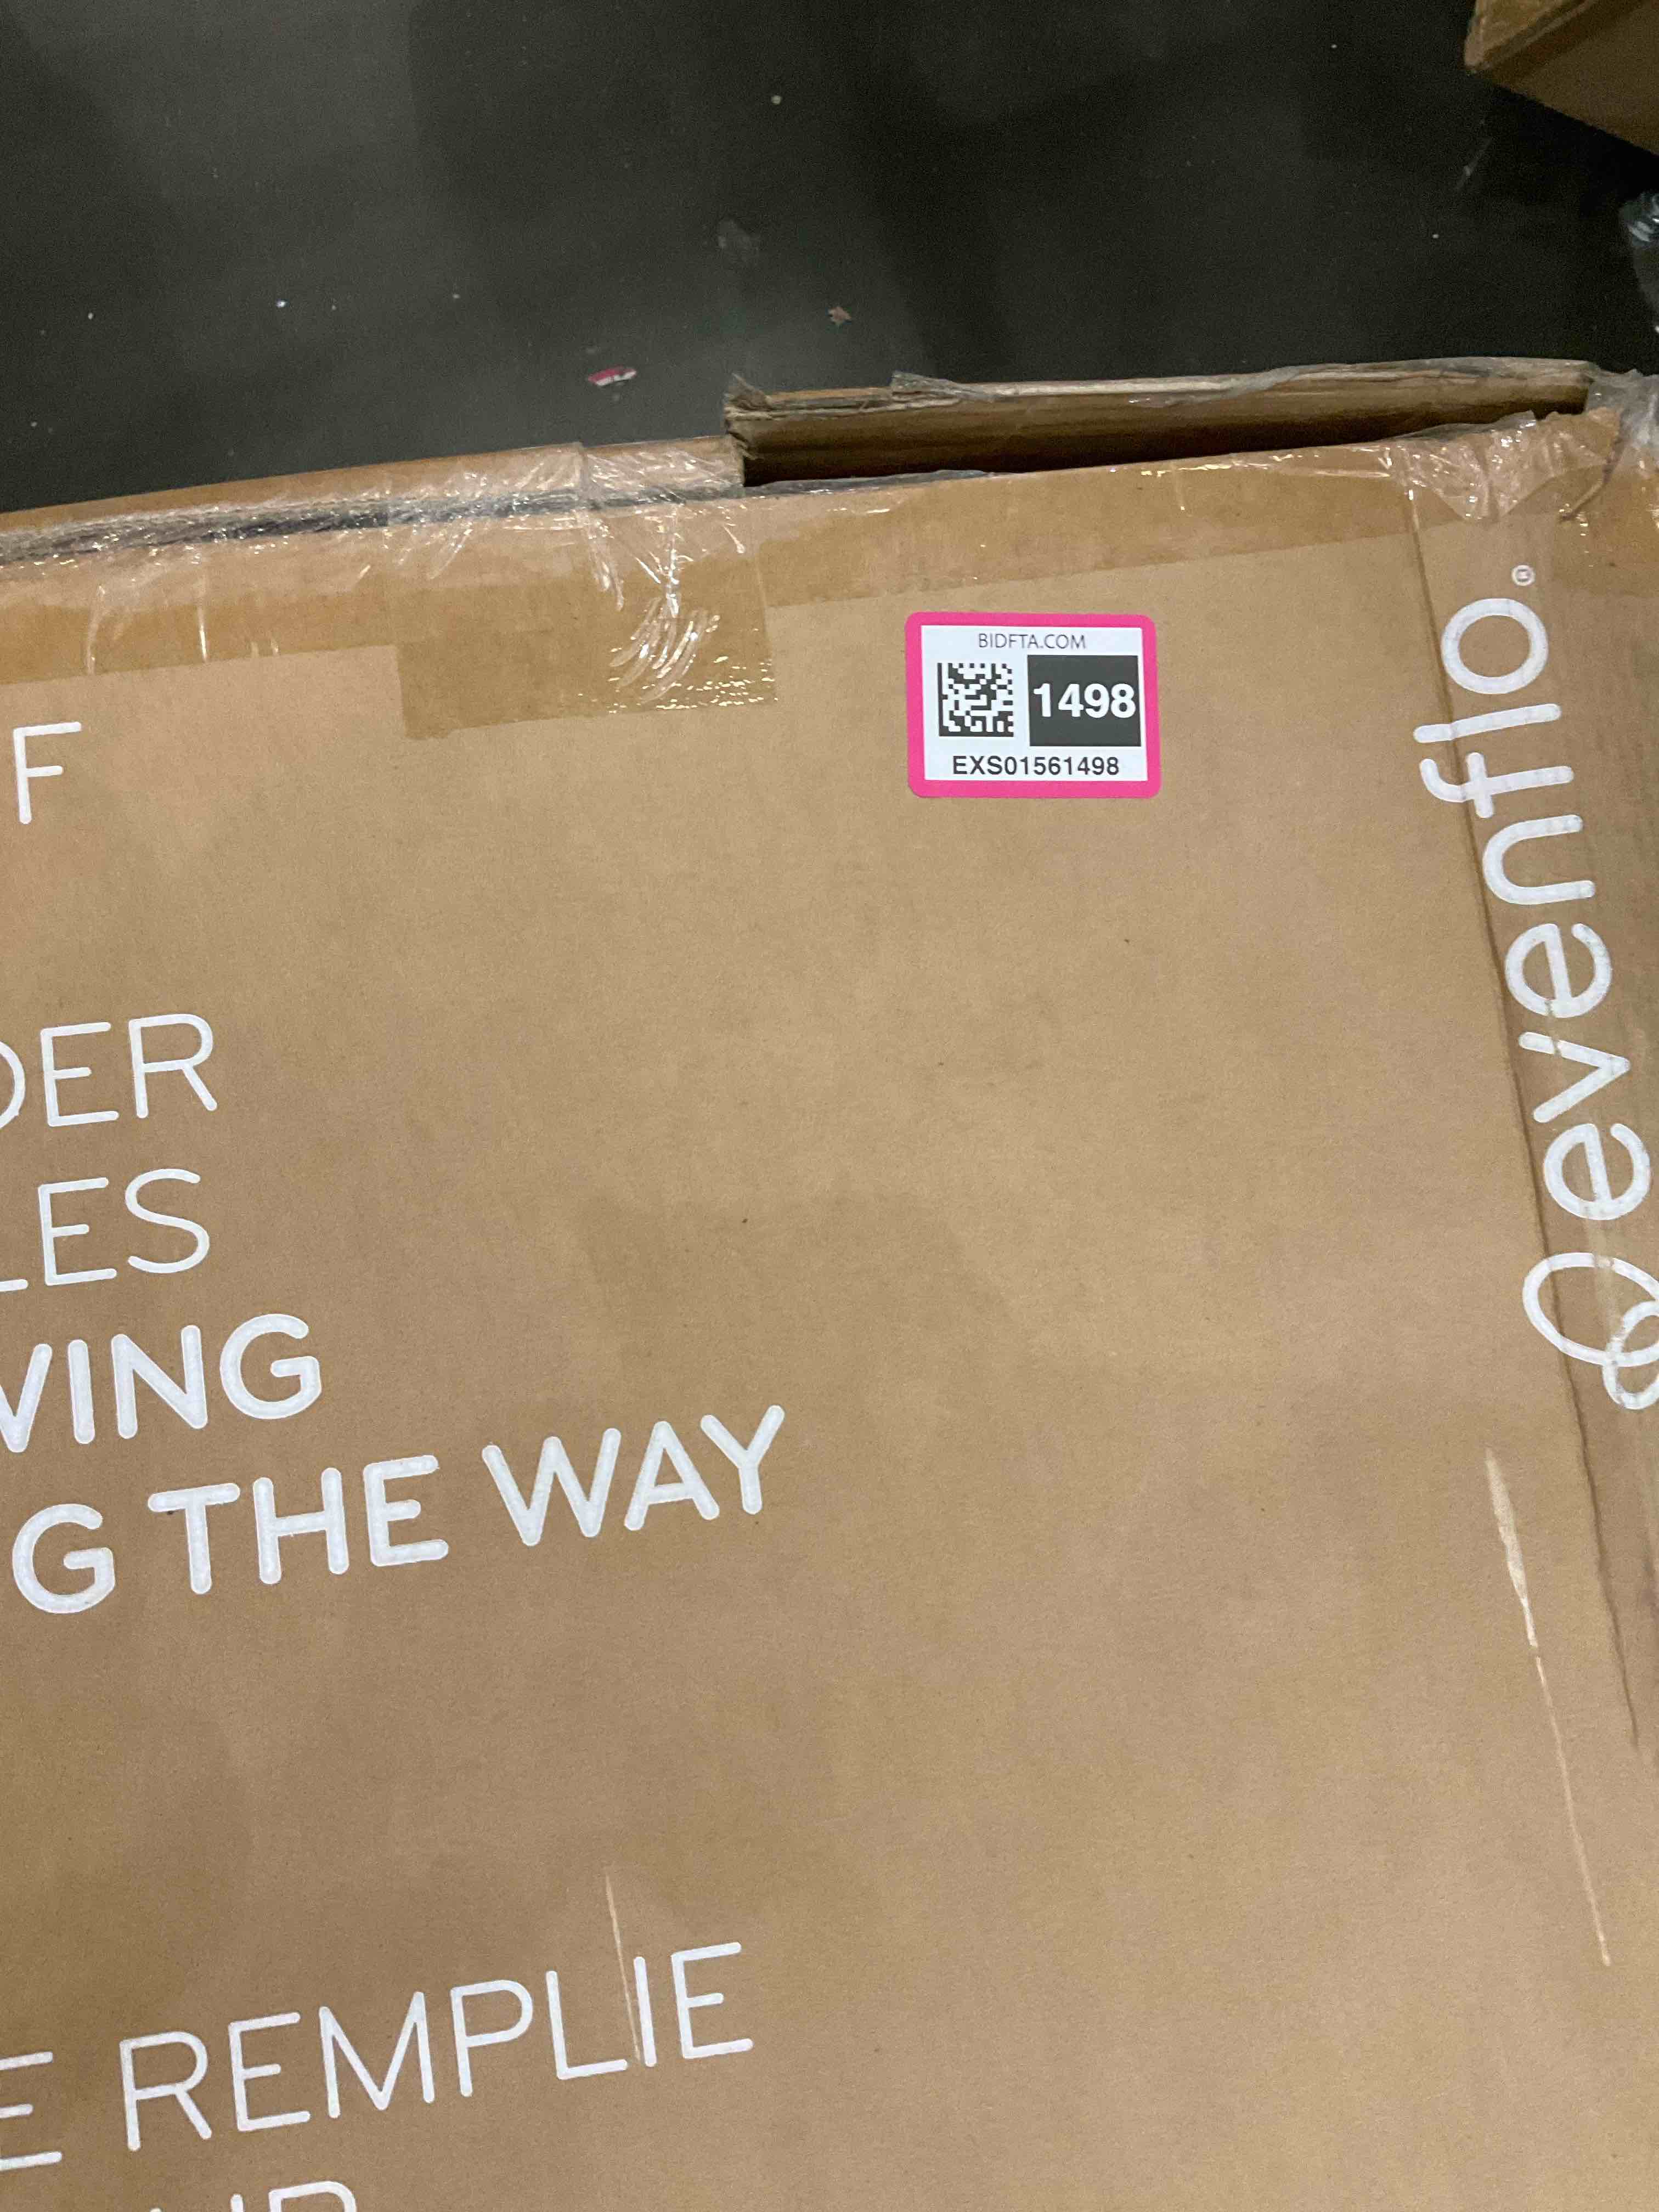 BIDFTA.COM
1498
EXS01561498
evenflo®
F
DER
LES
VING
G THE WAY
E REMPLIE